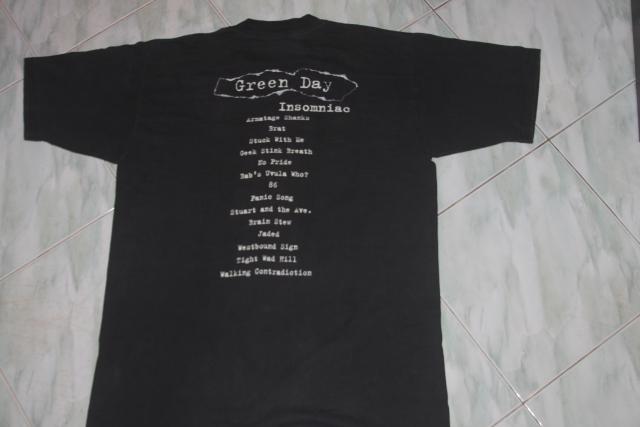 Green Day
Insomniac
Armatage Shanks
Brat
Stuck With Me
Geek Stink Breath
No Pride
Bab's Uvula Who?
86
Panic Song
Stuart and the Ave.
Brain Stew
Jaded
Westbound Sign
Tight Wad Hill
Walking Contradiction